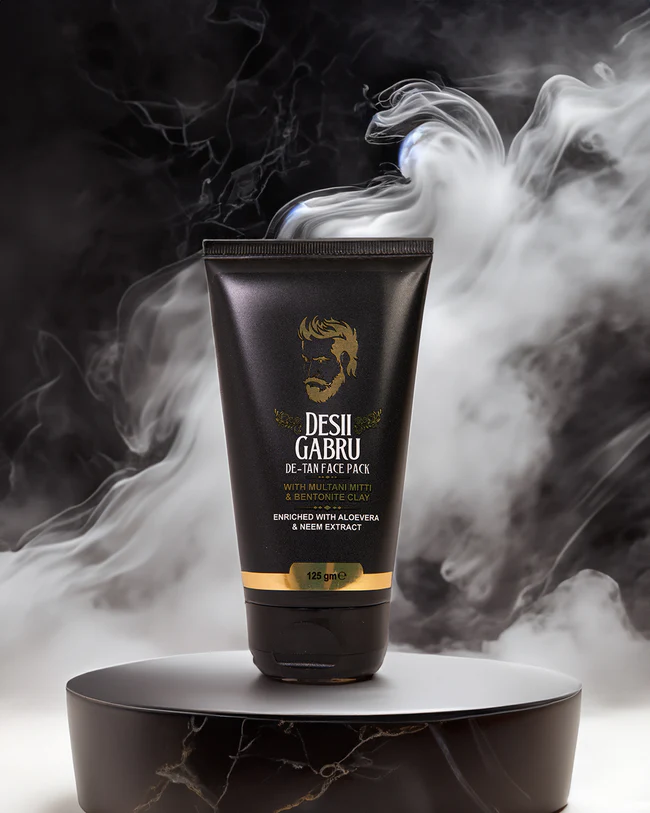 DESII
GABRU
DE-TAN FACE PACK
WITH MULTANI MITTI
& BENTONITE CLAY
ENRICHED WITH ALOEVERA
& NEEM EXTRACT
125 gm℮